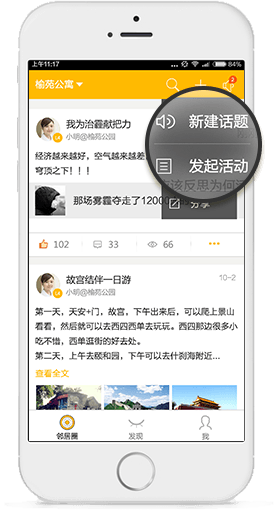 上午11:17
84%
榆苑公寓
2
新建话题
我为治霾献把力
小明@榆苑公园
发起活动
经济越来越好，空气越来越差
穹顶之下！！！
应该反思为何
那场雾霾夺走了12000
分享
102
33
66
故宫结伴一日游
10-2
小明@榆苑公园
第一天，天安+门，故宫，下午出来后，可以爬上景山
看看，然后就可以去西四西单去玩玩。西四那边很多小
吃不惜，西单逛街的好去处。
第二天，上午去颐和园，下午可以去什刹海附近...
查看全文
邻居圈
发现
我